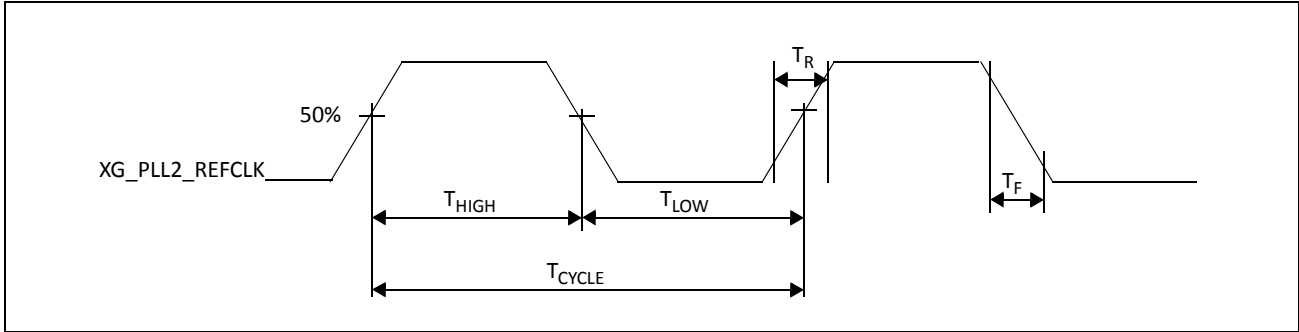 T_R
50%
XG_PLL2_REFCLK
T_F
T_HIGH
T_LOW
T_CYCLE